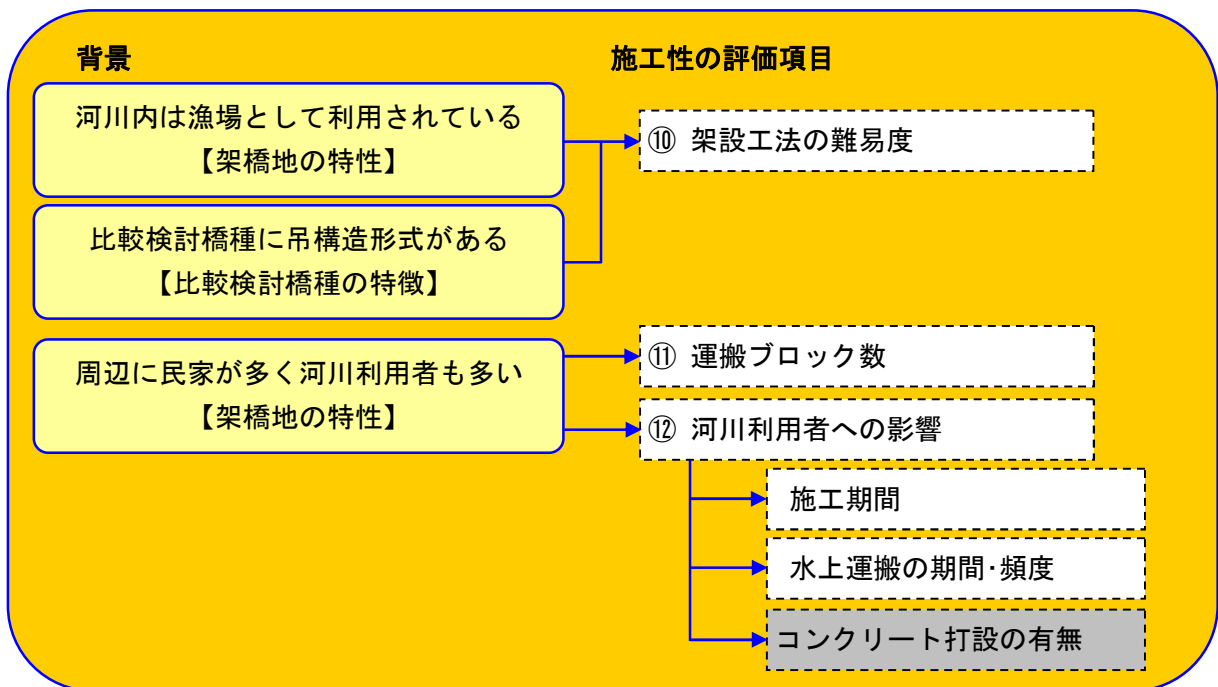 背景
施工性の評価項目
河川内は漁場として利用されている
【架橋地の特性】
⑩ 架設工法の難易度
比較検討橋種に吊構造形式がある
【比較検討橋種の特徴】
周辺に民家が多く河川利用者も多い
【架橋地の特性】
⑪ 運搬ブロック数
⑫ 河川利用者への影響
施工期間
水上運搬の期間･頻度
コンクリート打設の有無